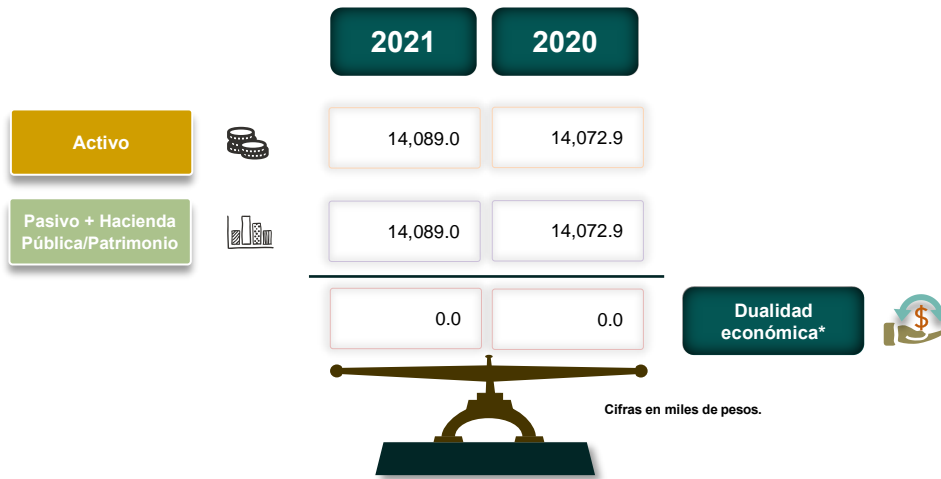 2021 2020
Activo 14,089.0 14,072.9
Pasivo + Hacienda
Pública/Patrimonio 14,089.0 14,072.9
0.0 0.0
Dualidad
económica*
$
Cifras en miles de pesos.